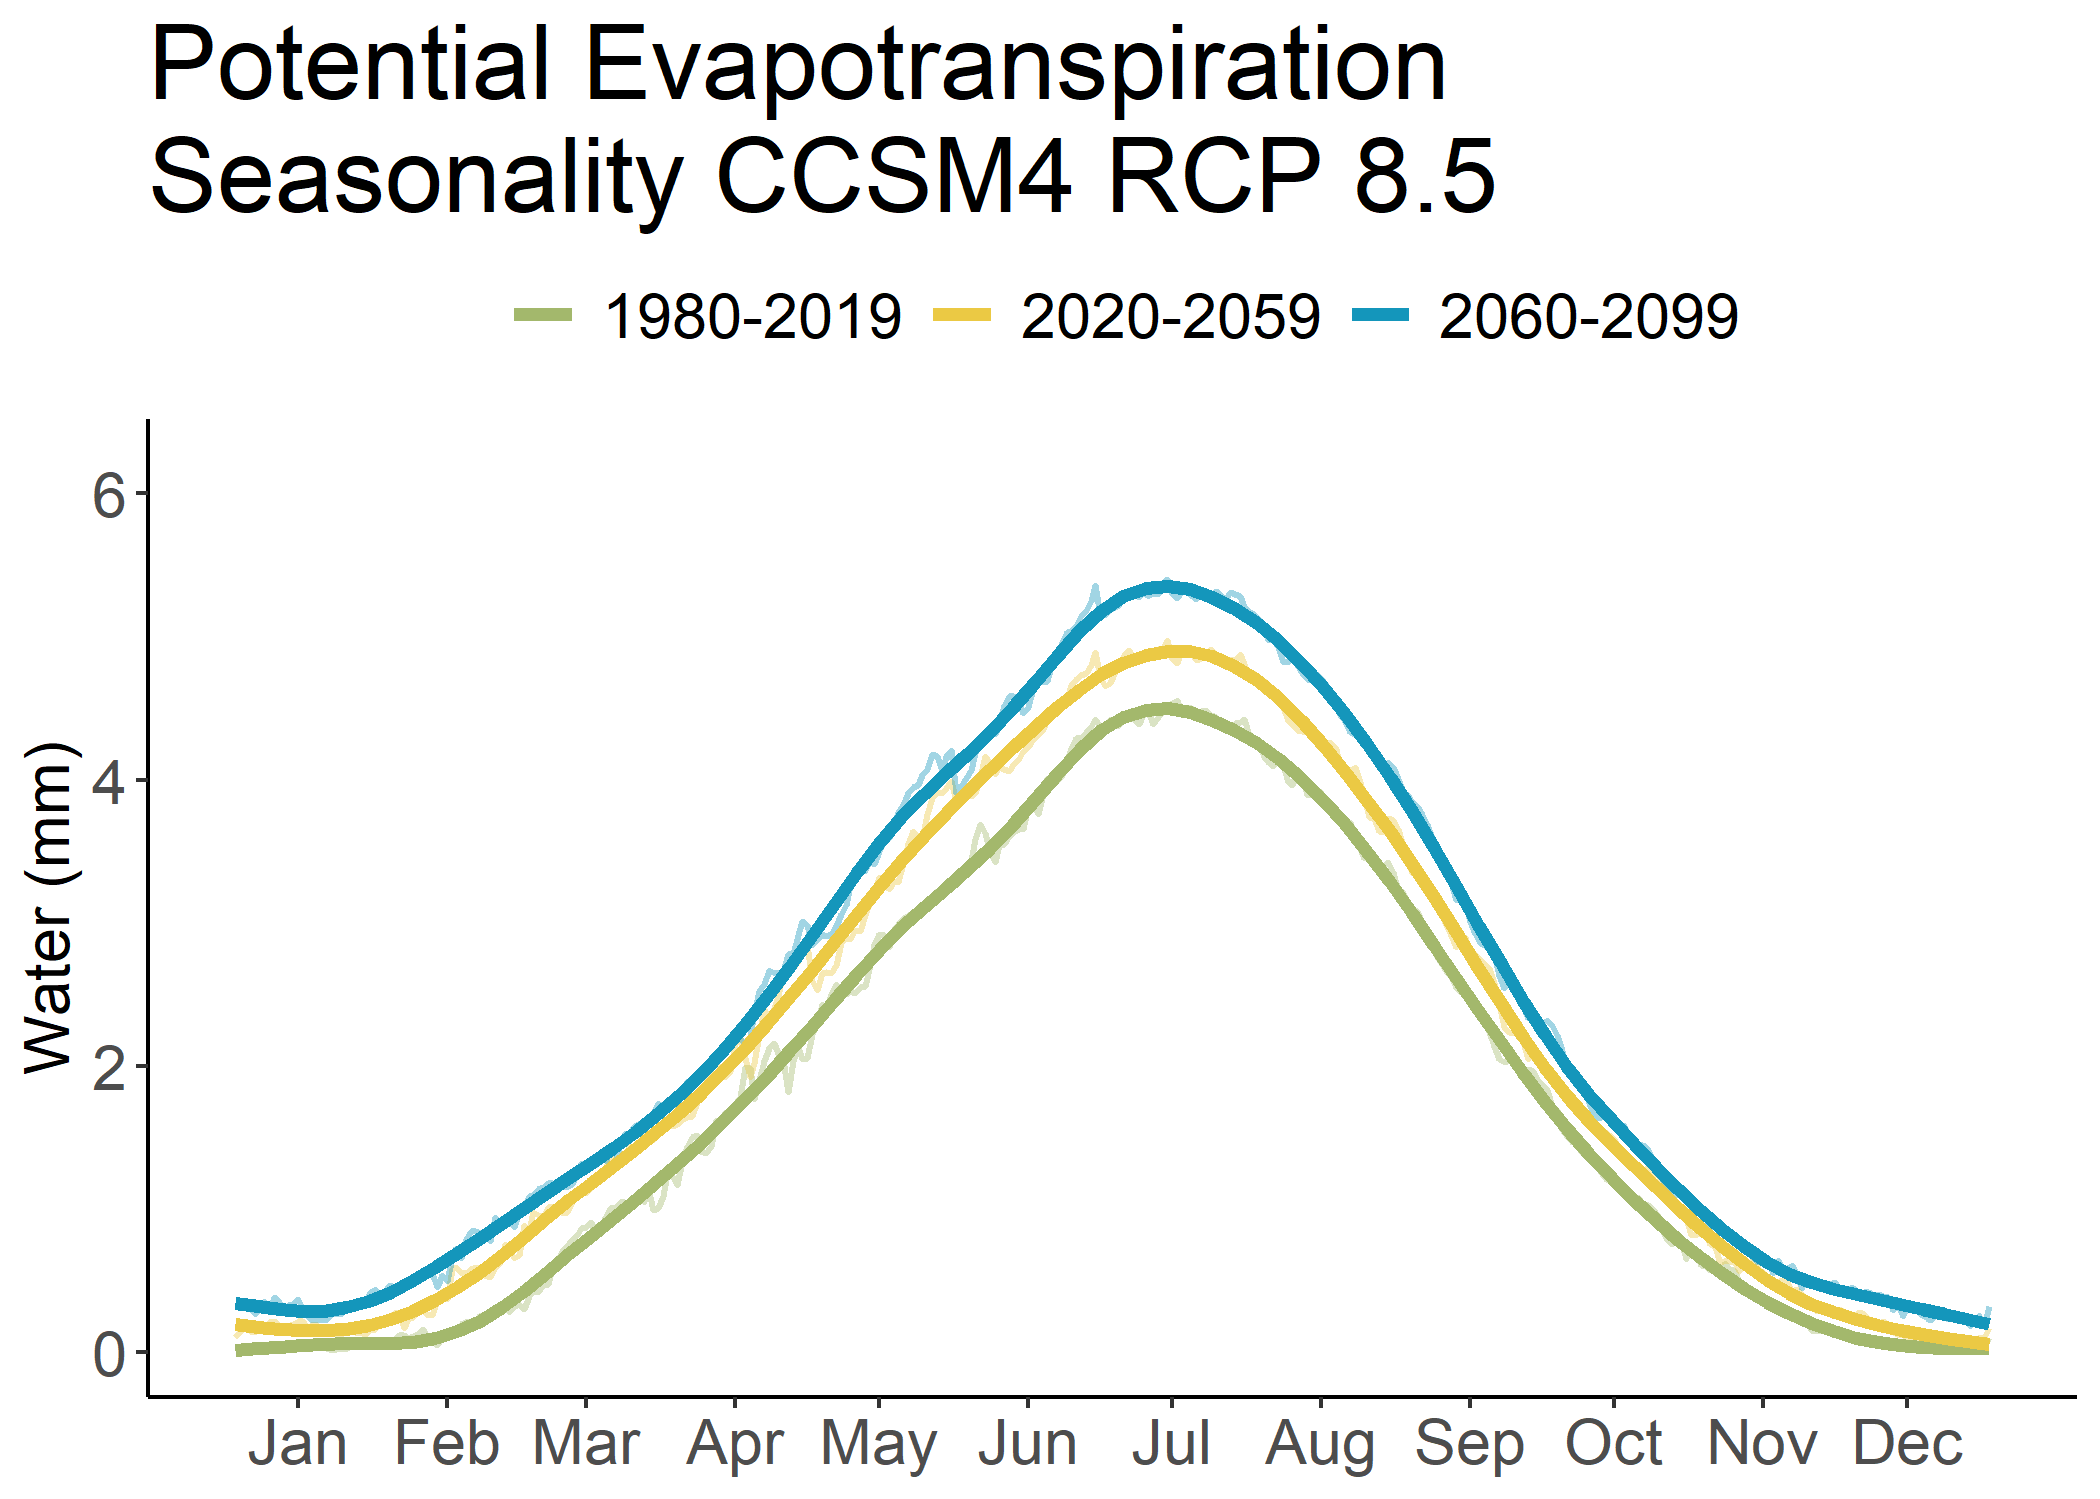 Potential Evapotranspiration
Seasonality CCSM4 RCP 8.5
1980-2019 2020-2059 2060-2099
Water (mm)
6
4
2
0
Jan Feb Mar Apr May Jun Jul Aug Sep Oct Nov Dec